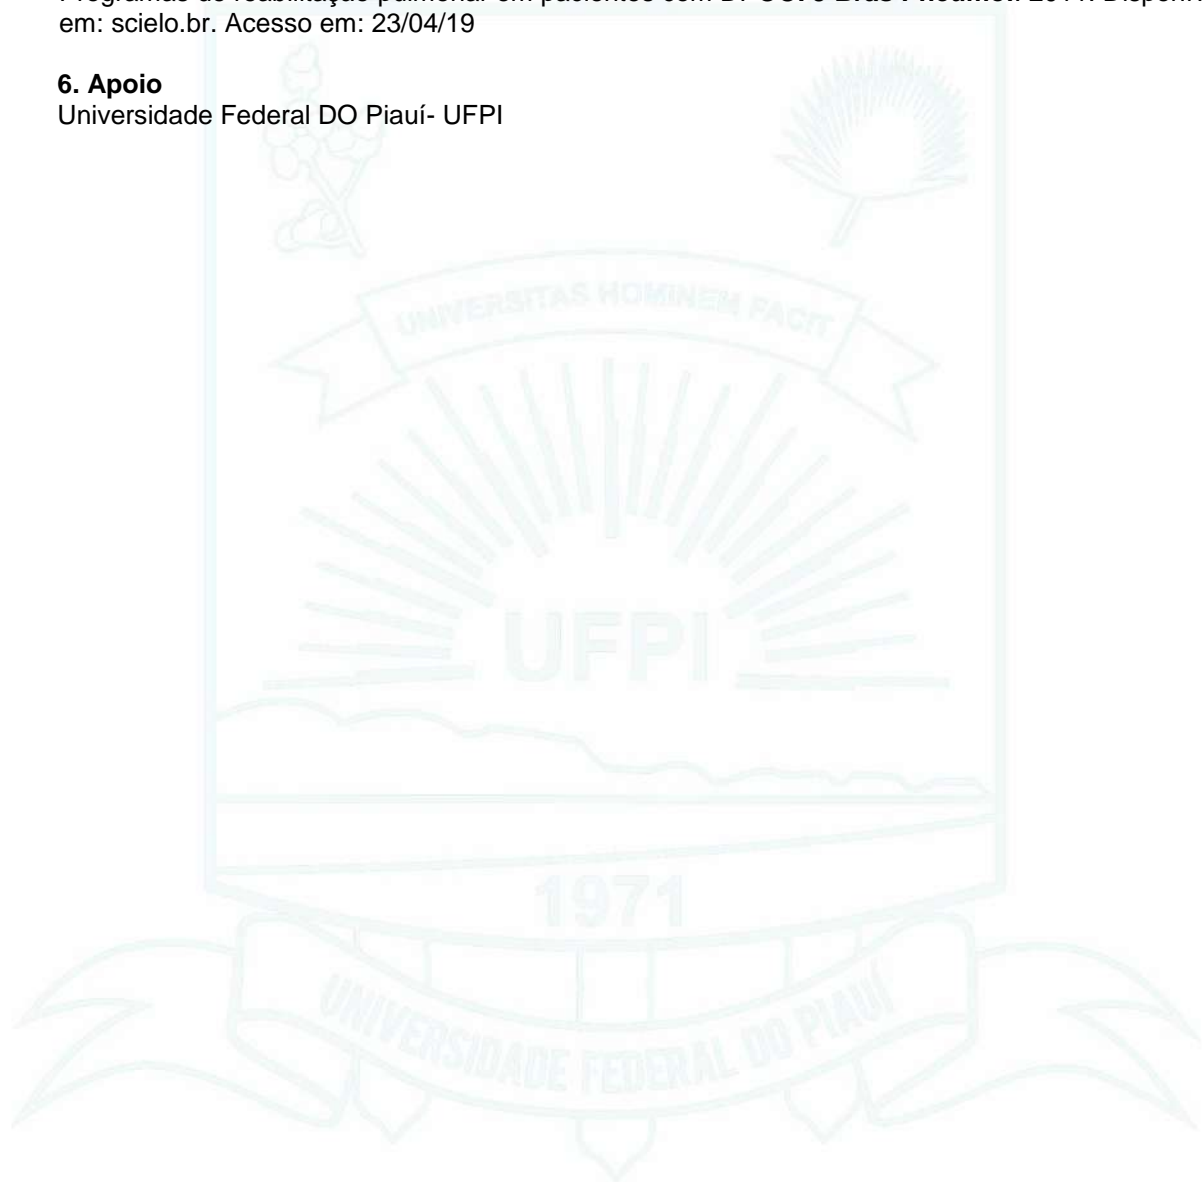 em: scielo.br. Acesso em: 23/04/19
6. Apoio
Universidade Federal DO Piauí- UFPI
UNIVERSITAS HOMINEM FACIT
UFPI
1971
UNIVERSIDADE FEDERAL DO PIAUÍ